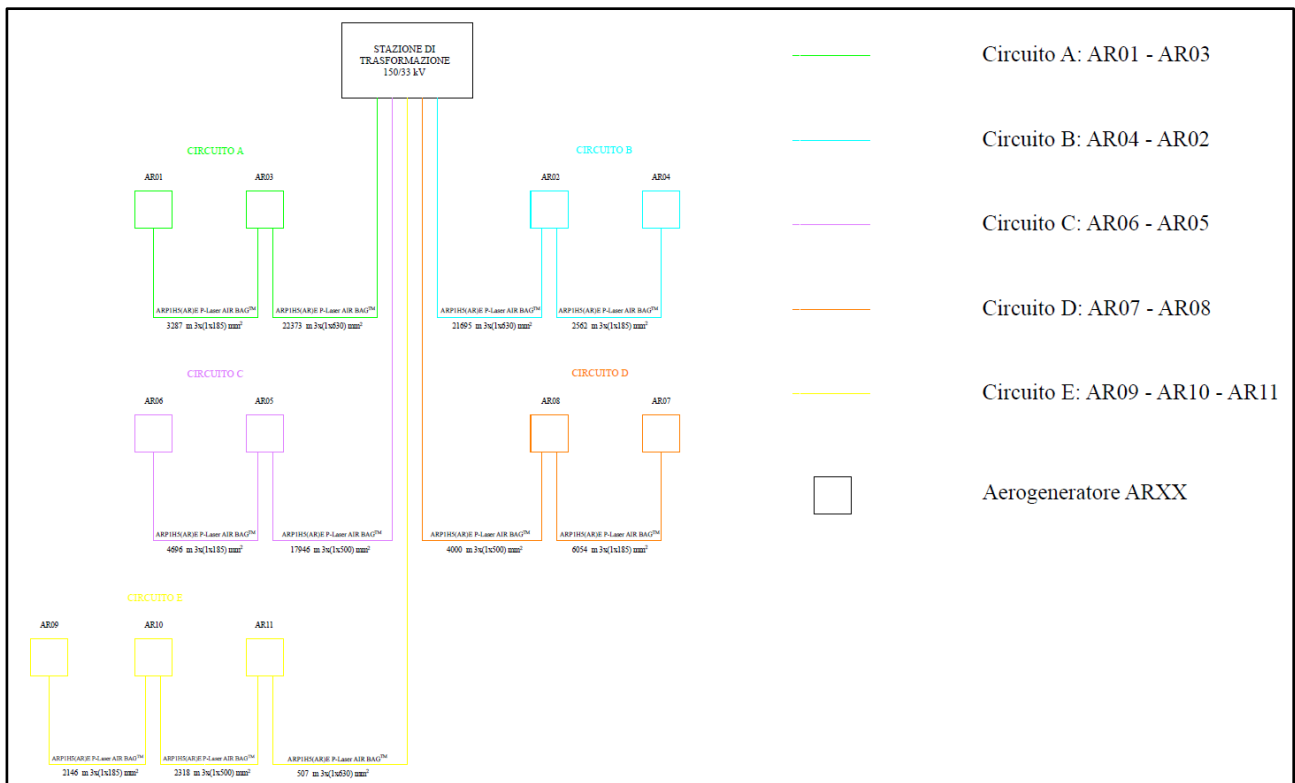 STAZIONE DI
TRASFORMAZIONE
150/33 kV
CIRCUITO A
AR01
AR03
ARP1H5(AR)E P-Laser AIR BAG™
3287 m 3x(1x185) mm²
ARP1H5(AR)E P-Laser AIR BAG™
22373 m 3x(1x630) mm²
CIRCUITO B
AR02
AR04
ARP1H5(AR)E P-Laser AIR BAG™
21695 m 3x(1x630) mm²
ARP1H5(AR)E P-Laser AIR BAG™
2562 m 3x(1x185) mm²
CIRCUITO C
AR06
AR05
ARP1H5(AR)E P-Laser AIR BAG™
4696 m 3x(1x185) mm²
ARP1H5(AR)E P-Laser AIR BAG™
17946 m 3x(1x500) mm²
CIRCUITO D
AR08
AR07
ARP1H5(AR)E P-Laser AIR BAG™
4000 m 3x(1x500) mm²
ARP1H5(AR)E P-Laser AIR BAG™
6054 m 3x(1x185) mm²
CIRCUITO E
AR09
AR10
AR11
ARP1H5(AR)E P-Laser AIR BAG™
2146 m 3x(1x185) mm²
ARP1H5(AR)E P-Laser AIR BAG™
2318 m 3x(1x500) mm²
ARP1H5(AR)E P-Laser AIR BAG™
507 m 3x(1x630) mm²
Circuito A: AR01 - AR03
Circuito B: AR04 - AR02
Circuito C: AR06 - AR05
Circuito D: AR07 - AR08
Circuito E: AR09 - AR10 - AR11
Aerogeneratore ARXX